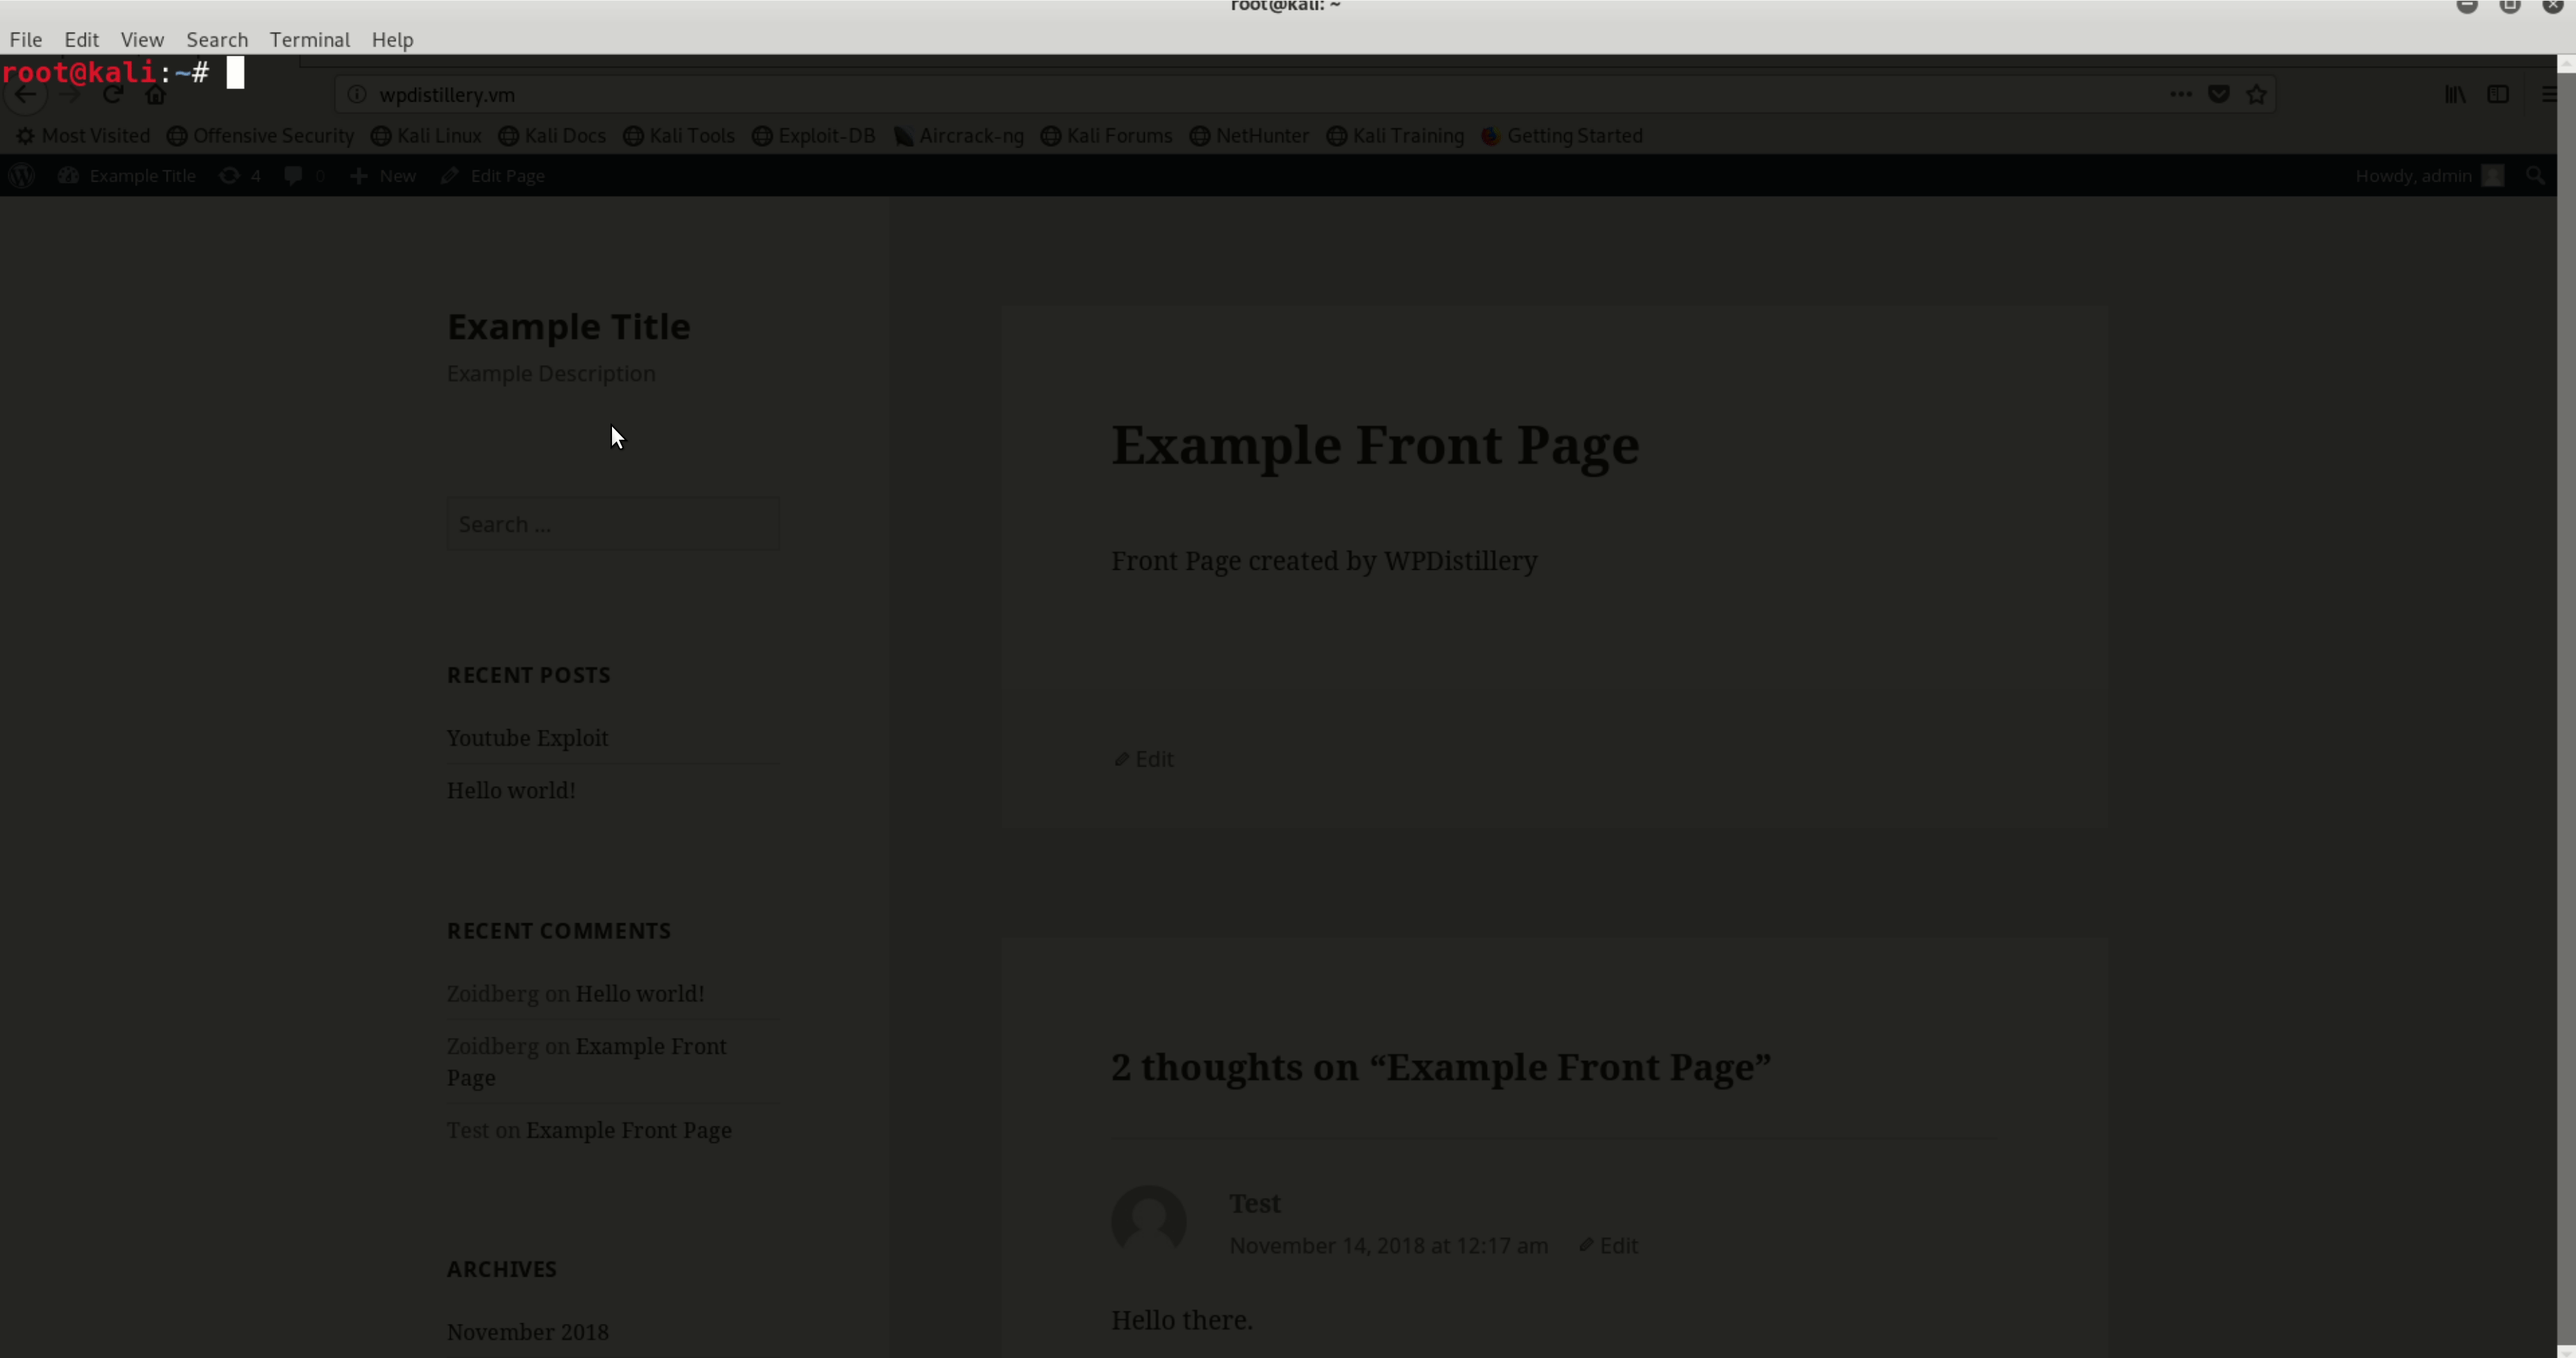 root@kali: ~
File Edit View Search Terminal Help
root@kali:~#
wpdistillery.vm
Most Visited Offensive Security Kali Linux Kali Docs Kali Tools Exploit-DB Aircrack-ng Kali Forums NetHunter Kali Training Getting Started
Example Title 4 0 New Edit Page Howdy, admin
Example Title
Example Description
Search ...
RECENT POSTS
Youtube Exploit
Hello world!
RECENT COMMENTS
Zoidberg on Hello world!
Zoidberg on Example Front
Page
Test on Example Front Page
ARCHIVES
November 2018
Example Front Page
Front Page created by WPDistillery
Edit
2 thoughts on “Example Front Page”
Test
November 14, 2018 at 12:17 am Edit
Hello there.